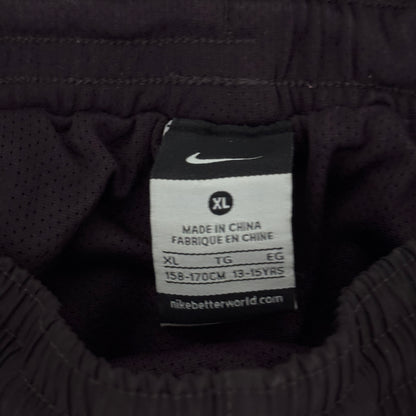 XL
MADE IN CHINA
FABRIQUE EN CHINE
XL TG EG
158-170CM 13-15YRS
nikebetterworld.com